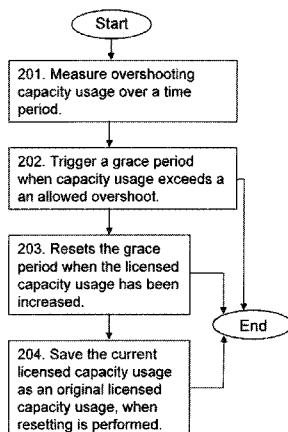 Start
201. Measure overshooting
capacity usage over a time
period.
202. Trigger a grace period
when capacity usage exceeds a
an allowed overshoot.
203. Resets the grace
period when the licensed
capacity usage has been
increased.
End
204. Save the current
licensed capacity usage
as an original licensed
capacity usage, when
resetting is performed.